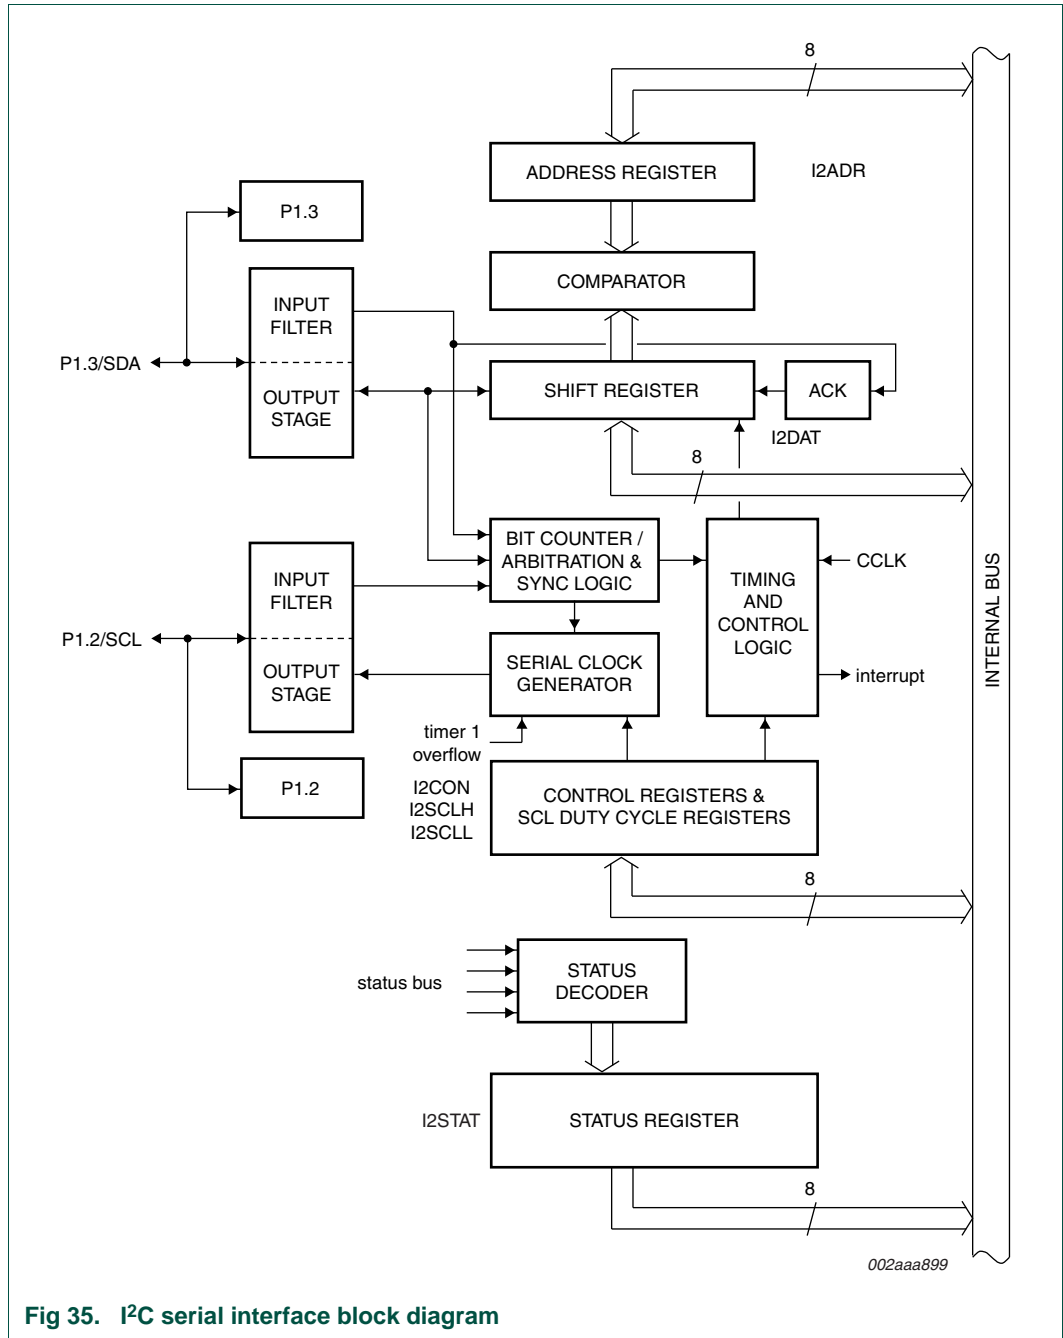 8
ADDRESS REGISTER
I2ADR
P1.3
COMPARATOR
INPUT
FILTER
P1.3/SDA
OUTPUT
STAGE
SHIFT REGISTER
ACK
I2DAT
8
BIT COUNTER /
ARBITRATION &
SYNC LOGIC
INPUT
FILTER
TIMING
AND
CONTROL
LOGIC
CCLK
INTERNAL BUS
P1.2/SCL
OUTPUT
STAGE
SERIAL CLOCK
GENERATOR
interrupt
timer 1
overflow
P1.2
I2CON
I2SCLH
I2SCLL
CONTROL REGISTERS &
SCL DUTY CYCLE REGISTERS
8
status bus
STATUS
DECODER
I2STAT
STATUS REGISTER
8
002aaa899
Fig 35. I²C serial interface block diagram